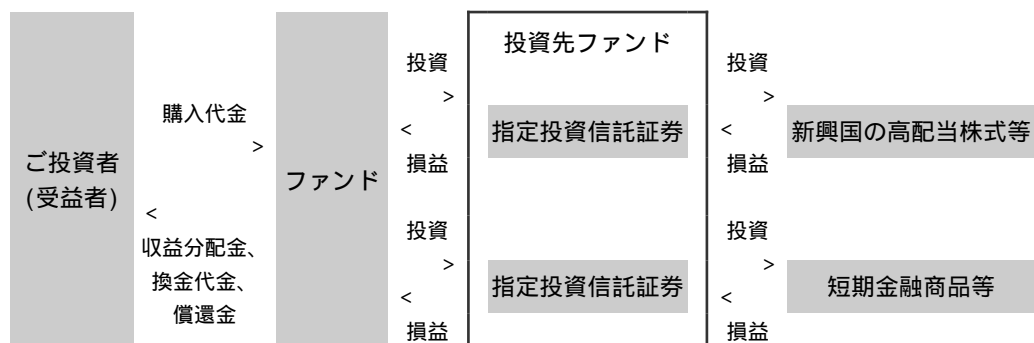 ご投資者
(受益者)
購入代金
>
<
収益分配金、
換金代金、
償還金
ファンド
投資
>
<
損益
投資
>
<
損益
投資先ファンド
指定投資信託証券
指定投資信託証券
投資
>
<
損益
投資
>
<
損益
新興国の高配当株式等
短期金融商品等